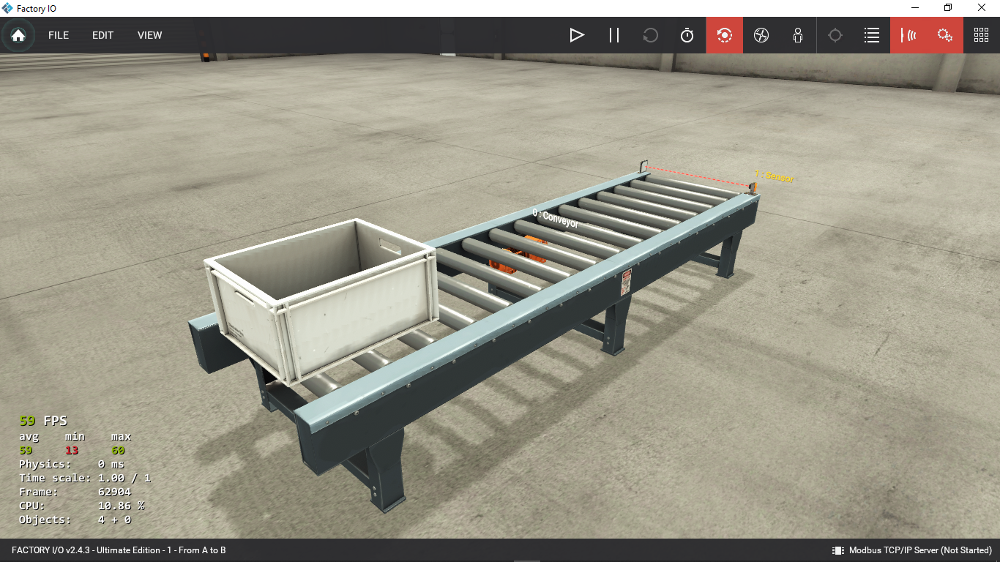 Factory IO
FILE EDIT VIEW
1 : Sensor
0 : Conveyor
59 FPS
avg min max
59 13 60
Physics: 0 ms
Time scale: 1.00 / 1
Frame: 62904
CPU: 10.86 %
Objects: 4 + 0
FACTORY I/O v2.4.3 - Ultimate Edition - 1 - From A to B
Modbus TCP/IP Server (Not Started)